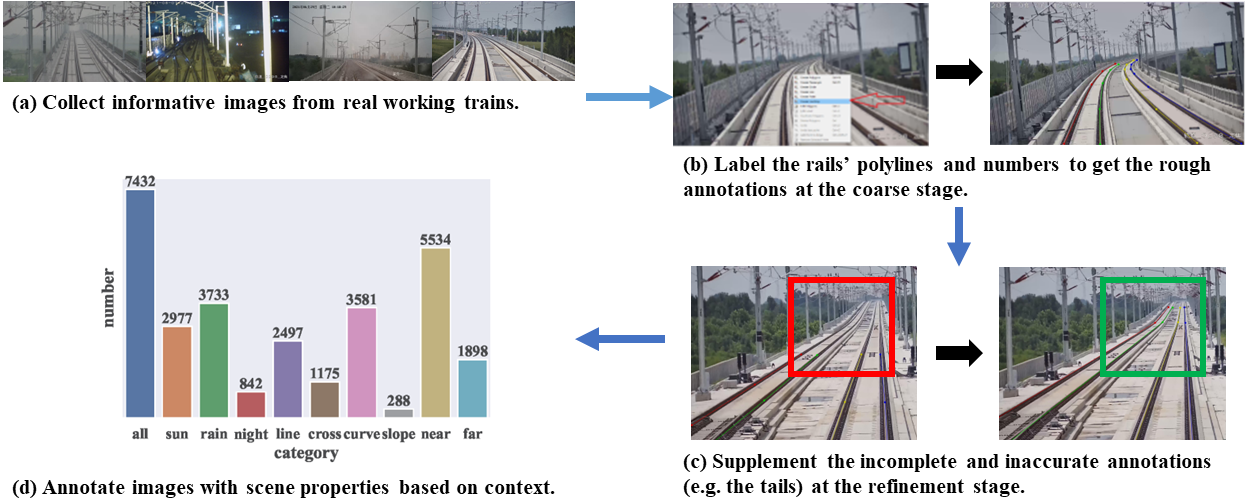 (a) Collect informative images from real working trains.
(b) Label the rails’ polylines and numbers to get the rough
annotations at the coarse stage.
(c) Supplement the incomplete and inaccurate annotations
(e.g. the tails) at the refinement stage.
7432
5534
3733
3581
2977
2497
1898
1175
842
288
number
all sun rain night line cross curve slope near far
category
(d) Annotate images with scene properties based on context.